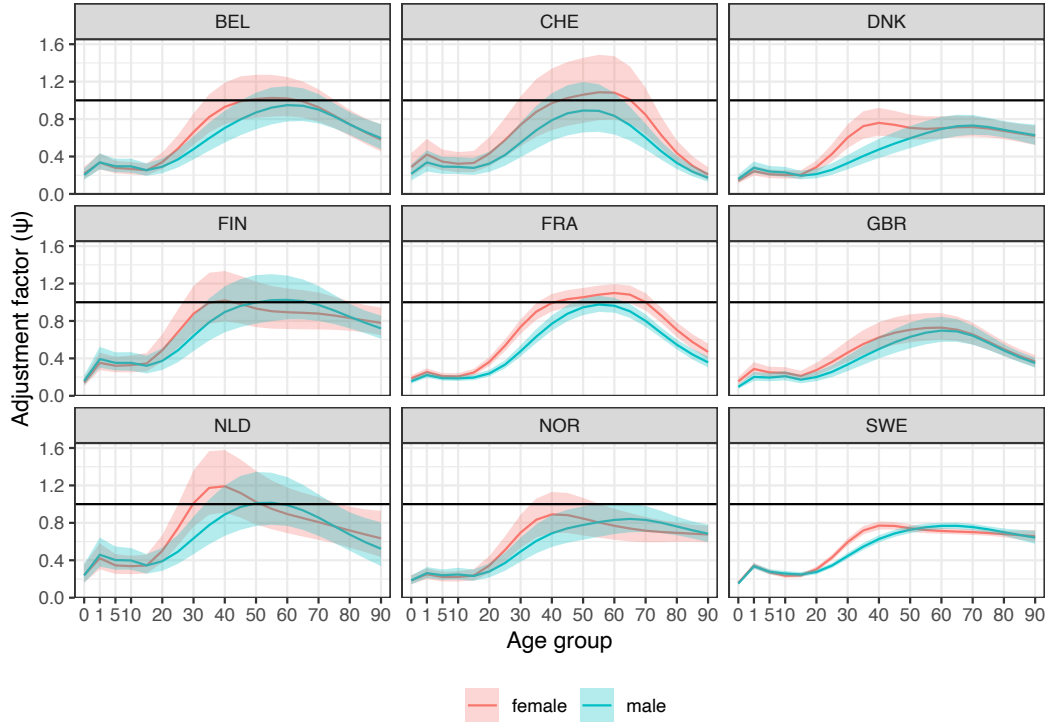 BEL CHE DNK
1.6
1.2
0.8
0.4
0.0
FIN FRA GBR
1.6
1.2
0.8
0.4
0.0
NLD NOR SWE
1.6
1.2
0.8
0.4
0.0
Adjustment factor (ψ)
0 1 5 10 20 30 40 50 60 70 80 90 0 1 5 10 20 30 40 50 60 70 80 90 0 1 5 10 20 30 40 50 60 70 80 90
Age group
female male